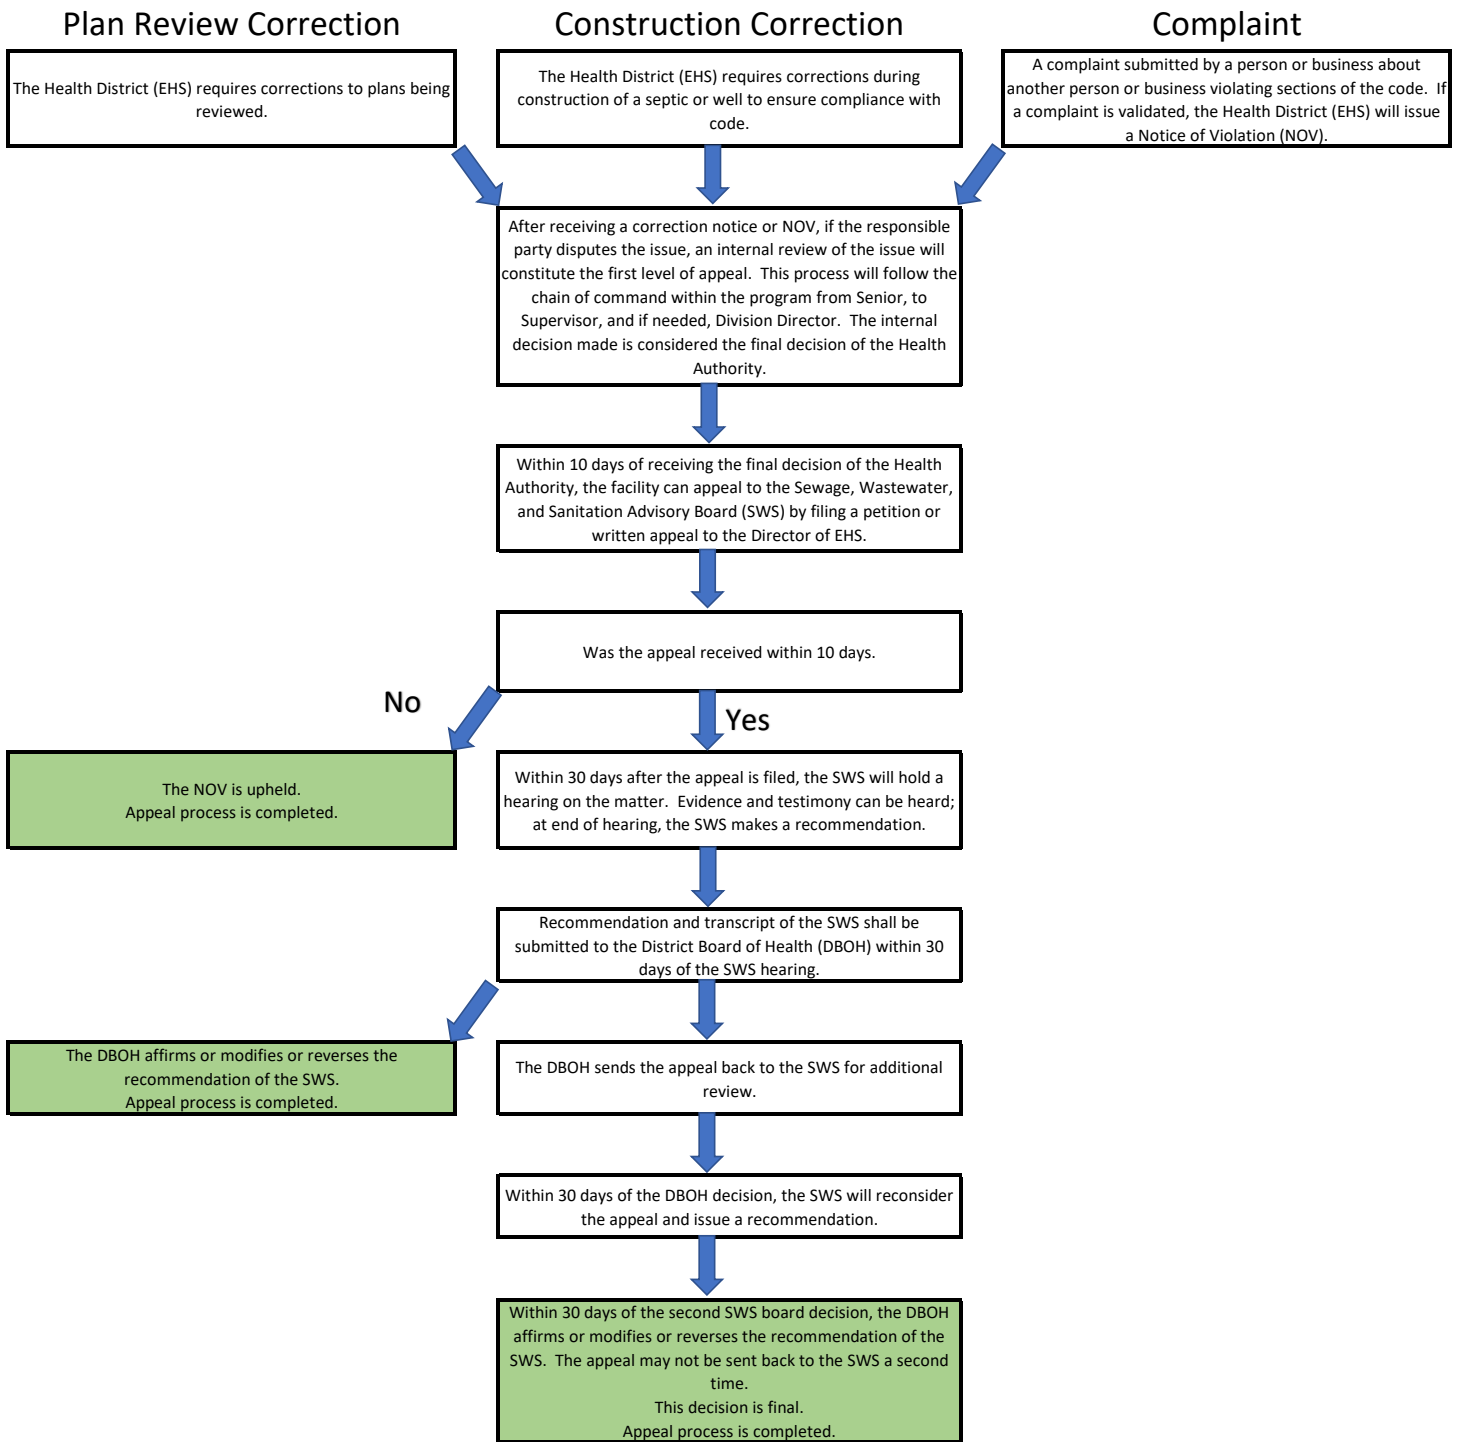 Plan Review Correction
Construction Correction
Complaint
The Health District (EHS) requires corrections to plans being
reviewed.
The Health District (EHS) requires corrections during
construction of a septic or well to ensure compliance with
code.
A complaint submitted by a person or business about
another person or business violating sections of the code.  If
a complaint is validated, the Health District (EHS) will issue
a Notice of Violation (NOV).
After receiving a correction notice or NOV, if the responsible
party disputes the issue, an internal review of the issue will
constitute the first level of appeal.  This process will follow the
chain of command within the program from Senior, to
Supervisor, and if needed, Division Director.  The internal
decision made is considered the final decision of the Health
Authority.
Within 10 days of receiving the final decision of the Health
Authority, the facility can appeal to the Sewage, Wastewater,
and Sanitation Advisory Board (SWS) by filing a petition or
written appeal to the Director of EHS.
Was the appeal received within 10 days.
No
Yes
The NOV is upheld.
Appeal process is completed.
Within 30 days after the appeal is filed, the SWS will hold a
hearing on the matter.  Evidence and testimony can be heard;
at end of hearing, the SWS makes a recommendation.
Recommendation and transcript of the SWS shall be
submitted to the District Board of Health (DBOH) within 30
days of the SWS hearing.
The DBOH affirms or modifies or reverses the
recommendation of the SWS.
Appeal process is completed.
The DBOH sends the appeal back to the SWS for additional
review.
Within 30 days of the DBOH decision, the SWS will reconsider
the appeal and issue a recommendation.
Within 30 days of the second SWS board decision, the DBOH
affirms or modifies or reverses the recommendation of the
SWS.  The appeal may not be sent back to the SWS a second
time.
This decision is final.
Appeal process is completed.